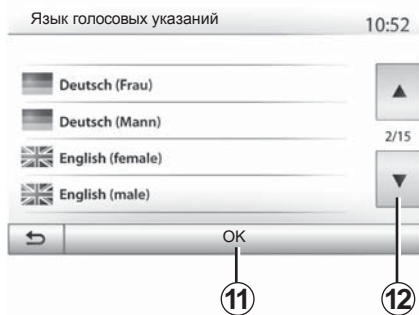 Язык голосовых указаний 10:52
Deutsch (Frau)
Deutsch (Mann)
2/15
English (female)
English (male)
OK
11 12